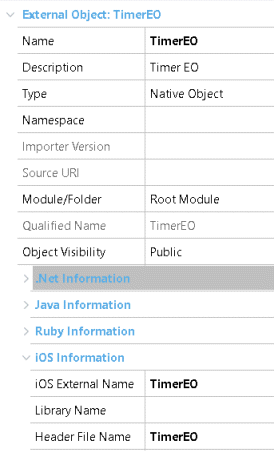 External Object: TimerEO
Name TimerEO
Description Timer EO
Type Native Object
Namespace
Importer Version
Source URI
Module/Folder Root Module
Qualified Name TimerEO
Object Visibility Public
.Net Information
Java Information
Ruby Information
iOS Information
iOS External Name TimerEO
Library Name
Header File Name TimerEO